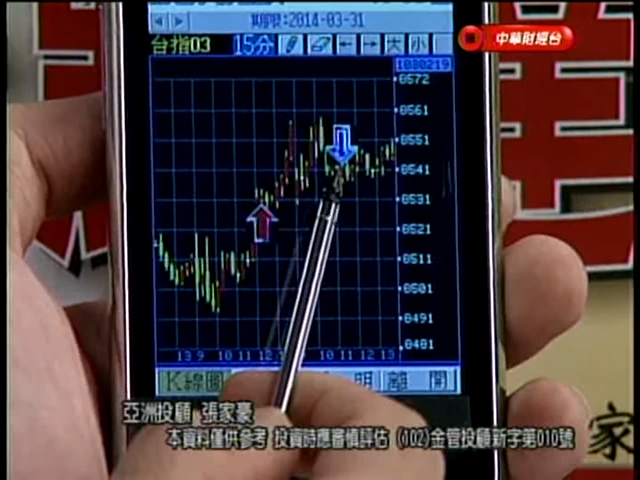 期限:2014-03-31
中華財經台
台指03 15分 大 小
1030219
8572
8561
8551
8541
8531
8521
8511
8501
8491
8481
13 9 10 11 12 10 11 12 13
K線圖 明 離 開
亞洲投顧 張家豪
本資料僅供參考 投資時應審慎評估 (102)金管投顧新字第010號
家